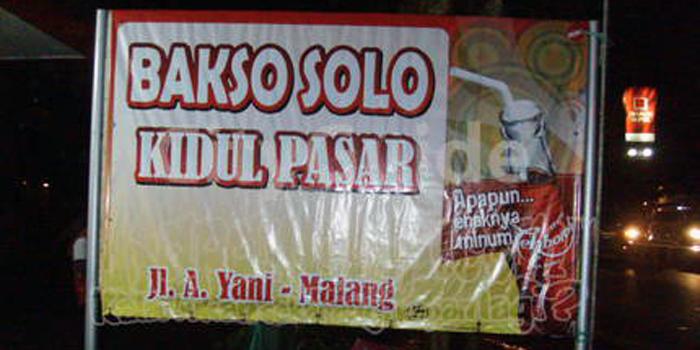 BAKSO SOLO
KIDUL PASAR
Apapun...
enaknya
minum
Jl. A. Yani - Malang